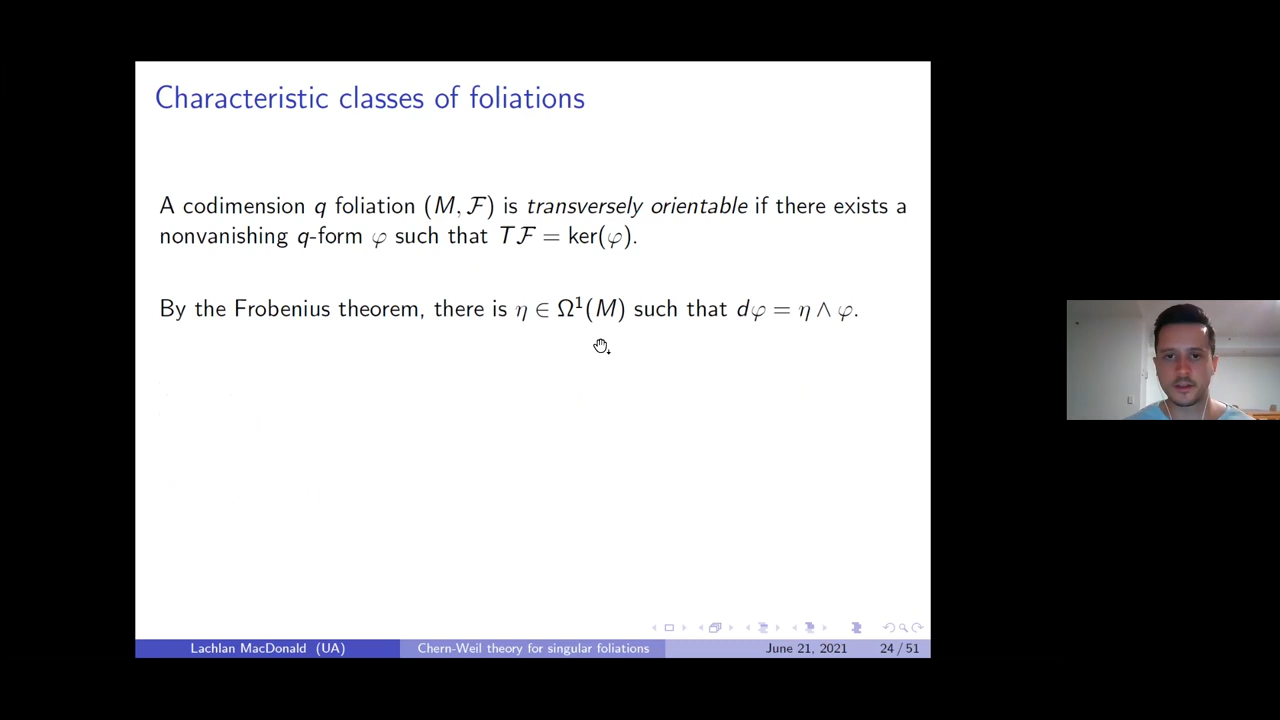 Characteristic classes of foliations
A codimension q foliation (M, ℱ) is transversely orientable if there exists a
nonvanishing q-form φ such that Tℱ = ker(φ).
By the Frobenius theorem, there is η ∈ Ω¹(M) such that dφ = η ∧ φ.
Lachlan MacDonald (UA) Chern-Weil theory for singular foliations June 21, 2021 24 / 51